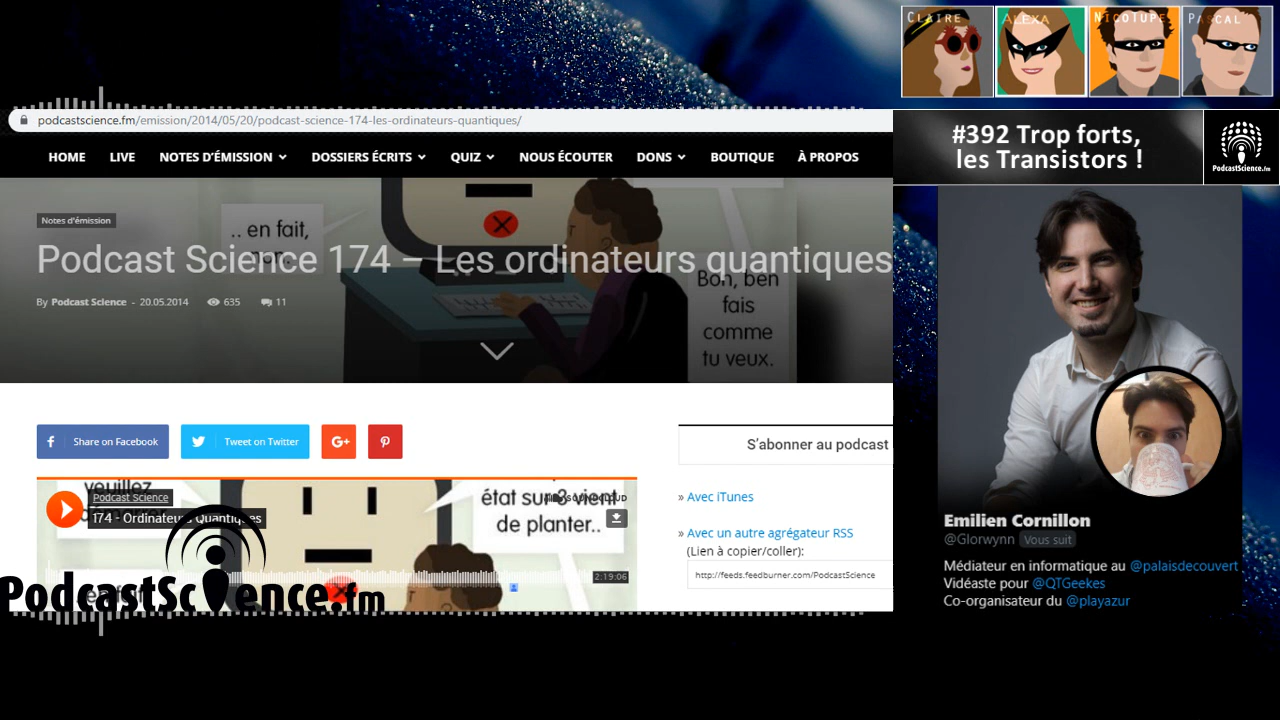 CLAIRE
ALEXA
NICOTUPE
PASCAL
podcastscience.fm/emission/2014/05/20/podcast-science-174-les-ordinateurs-quantiques/
#392 Trop forts,
les Transistors !
PodcastScience.fm
HOME LIVE NOTES D'ÉMISSION DOSSIERS ÉCRITS QUIZ NOUS ÉCOUTER DONS BOUTIQUE À PROPOS
Notes d'émission
.. en fait,
non..
Podcast Science 174 – Les ordinateurs quantiques
By Podcast Science - 20.05.2014 635 11
Bon, ben
fais
comme
tu veux.
Share on Facebook
Tweet on Twitter
G+
S'abonner au podcast
veuillez
Podcast Science
174 - Ordinateurs Quantiques
SOUNDCLOUD
vient
de planter..
2:19:06
» Avec iTunes
» Avec un autre agrégateur RSS
(Lien à copier/coller):
http://feeds.feedburner.com/PodcastScience
PodcastScience.fm
Emilien Cornillon
@Glorwynn Vous suit
Médiateur en informatique au @palaisdecouvert
Vidéaste pour @QTGeekes
Co-organisateur du @playazur